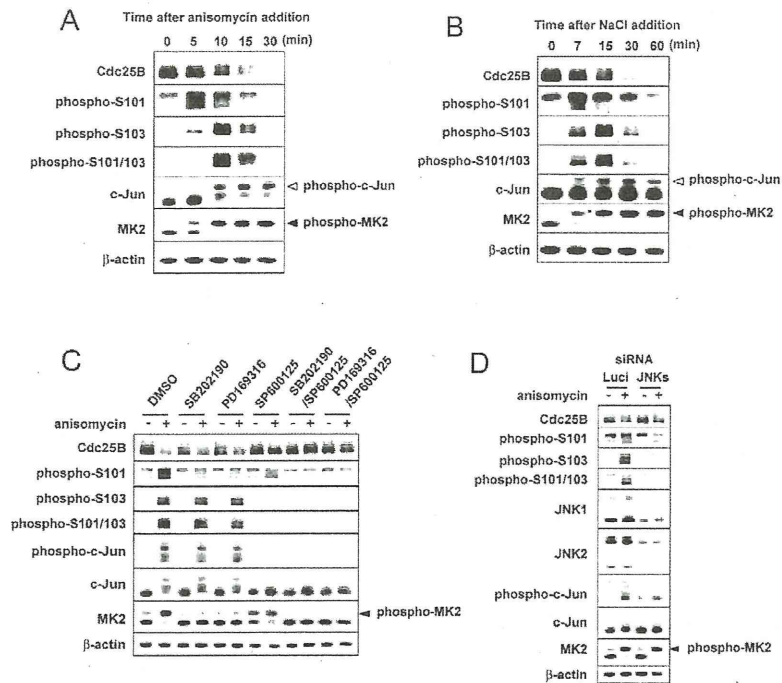 A
Time after anisomycin addition
0 5 10 15 30 (min)
Cdc25B
phospho-S101
phospho-S103
phospho-S101/103
c-Jun
phospho-c-Jun
MK2
phospho-MK2
β-actin
B
Time after NaCl addition
0 7 15 30 60 (min)
Cdc25B
phospho-S101
phospho-S103
phospho-S101/103
c-Jun
phospho-c-Jun
MK2
phospho-MK2
β-actin
C
DMSO
SB202190
PD169316
SP600125
SB202190
/SP600125
PD169316
/SP600125
anisomycin - + - + - + - + - + - +
Cdc25B
phospho-S101
phospho-S103
phospho-S101/103
phospho-c-Jun
c-Jun
MK2
phospho-MK2
β-actin
D
siRNA
Luci JNKs
anisomycin - + - +
Cdc25B
phospho-S101
phospho-S103
phospho-S101/103
JNK1
JNK2
phospho-c-Jun
c-Jun
MK2
phospho-MK2
β-actin